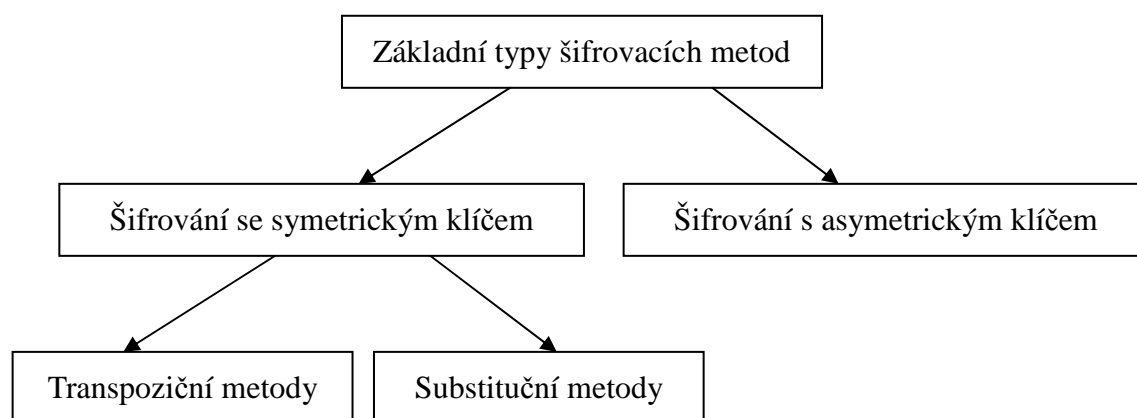 Základní typy šifrovacích metod
Šifrování se symetrickým klíčem
Šifrování s asymetrickým klíčem
Transpoziční metody
Substituční metody